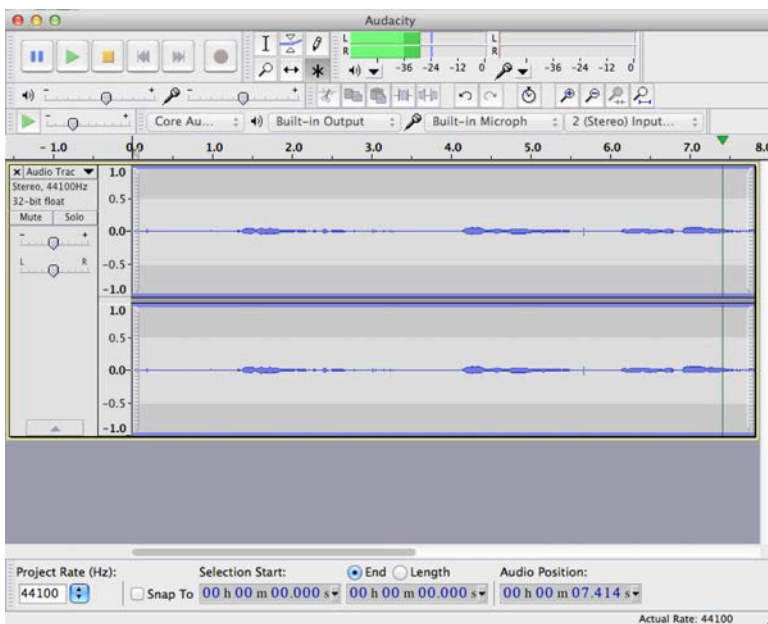 Audacity
L
R
-36 -24 -12 0
L
R
-36 -24 -12 0
Core Au... Built-in Output Built-in Microph 2 (Stereo) Input...
- 1.0 0.0 1.0 2.0 3.0 4.0 5.0 6.0 7.0 8.0
Audio Trac
Stereo, 44100Hz
32-bit float
Mute Solo
- +
L R
1.0
0.5-
0.0-
-0.5-
-1.0
1.0
0.5-
0.0-
-0.5-
-1.0
Project Rate (Hz): Selection Start: End Length Audio Position:
44100 Snap To 00 h 00 m 00.000 s 00 h 00 m 00.000 s 00 h 00 m 07.414 s
Actual Rate: 44100